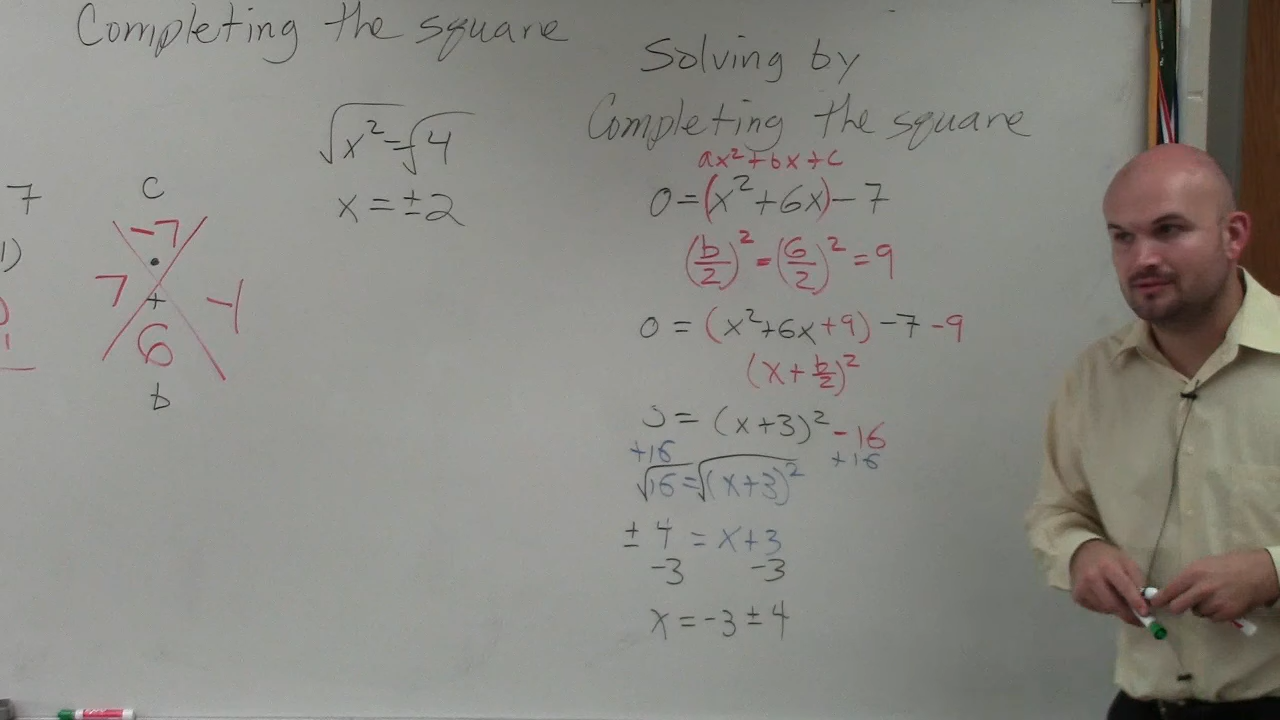 Completing the square
7
1)
C
-7
•
7 + -1
6
b
√x² = √4
x = ± 2
Solving by
Completing the square
ax² + bx + c
0 = (x² + 6x) - 7
(b/2)² = (6/2)² = 9
0 = (x² + 6x + 9) - 7 - 9
(x + b/2)²
= (x + 3)² - 16
+16 +16
√16 = √(x + 3)²
± 4 = x + 3
-3 -3
x = -3 ± 4